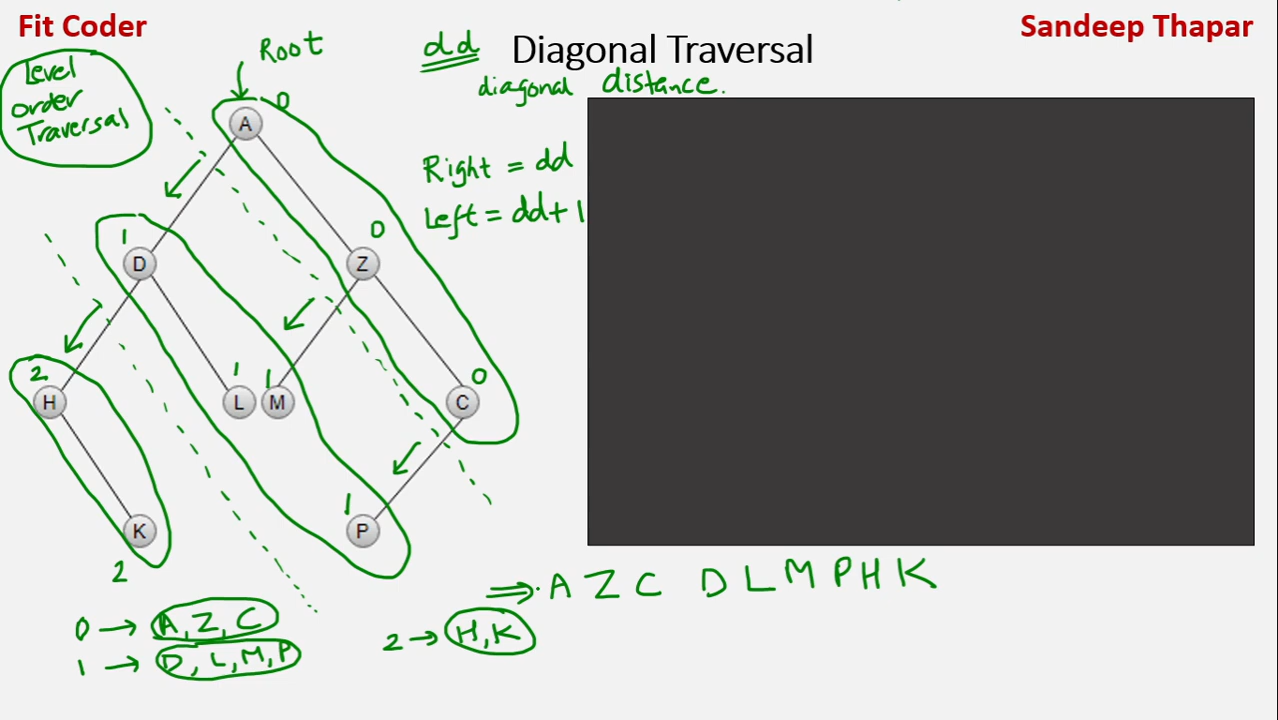 Fit Coder
Sandeep Thapar
Root
dd
Diagonal Traversal
diagonal distance.
Level
order
Traversal
0
A
Right = dd
Left = dd+1
1
0
D
Z
2
1
1
0
H
L
M
C
1
K
P
2
⇒ A Z C D L M P H K
0 → A, Z, C
2 → H, K
1 → D, L, M, P